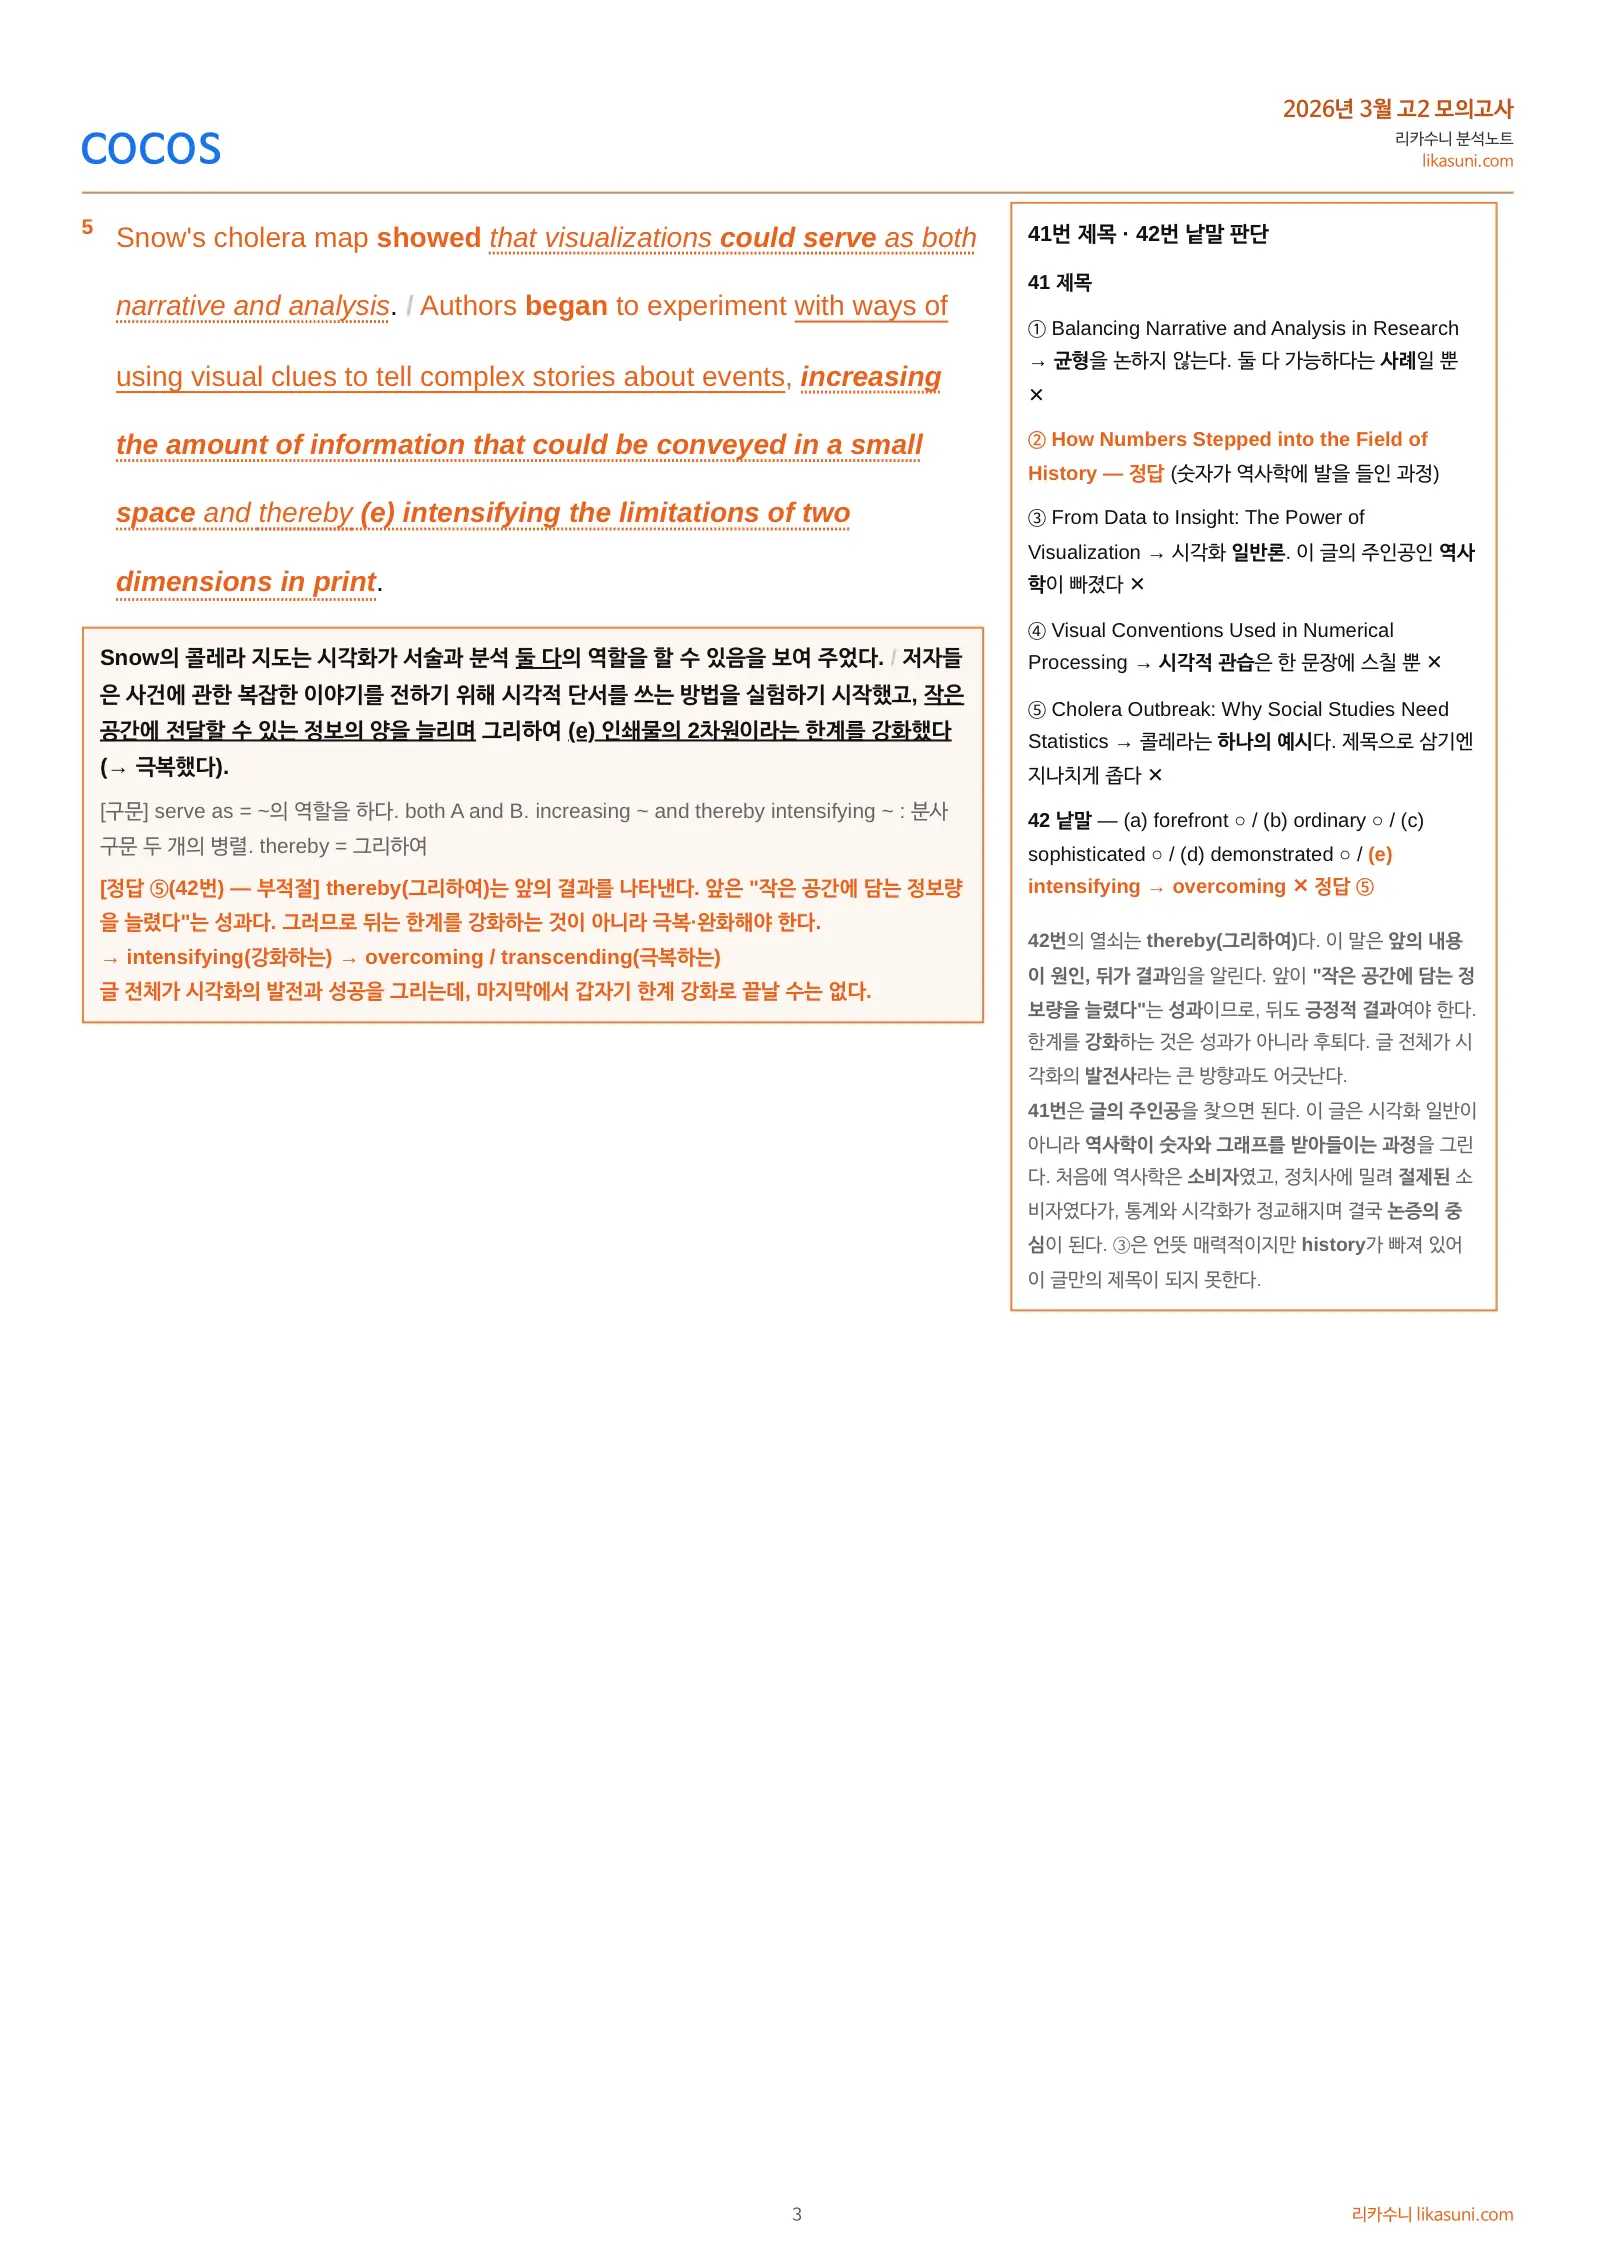 cocos
2026년 3월 고2 모의고사
리카수니 분석노트
likasuni.com
5 Snow's cholera map showed that visualizations could serve as both
narrative and analysis. / Authors began to experiment with ways of
using visual clues to tell complex stories about events, increasing
the amount of information that could be conveyed in a small
space and thereby (e) intensifying the limitations of two
dimensions in print.
Snow의 콜레라 지도는 시각화가 서술과 분석 둘 다의 역할을 할 수 있음을 보여 주었다. / 저자들
은 사건에 관한 복잡한 이야기를 전하기 위해 시각적 단서를 쓰는 방법을 실험하기 시작했고, 작은
공간에 전달할 수 있는 정보의 양을 늘리며 그리하여 (e) 인쇄물의 2차원이라는 한계를 강화했다
(→ 극복했다).
[구문] serve as = ~의 역할을 하다. both A and B. increasing ~ and thereby intensifying ~ : 분사
구문 두 개의 병렬. thereby = 그리하여
[정답 ⑤(42번) — 부적절] thereby(그리하여)는 앞의 결과를 나타낸다. 앞은 "작은 공간에 담는 정보량
을 늘렸다"는 성과다. 그러므로 뒤는 한계를 강화하는 것이 아니라 극복·완화해야 한다.
→ intensifying(강화하는) → overcoming / transcending(극복하는)
글 전체가 시각화의 발전과 성공을 그리는데, 마지막에서 갑자기 한계 강화로 끝날 수는 없다.
41번 제목 · 42번 낱말 판단
41 제목
① Balancing Narrative and Analysis in Research
→ 균형을 논하지 않는다. 둘 다 가능하다는 사례일 뿐
✕
② How Numbers Stepped into the Field of
History — 정답 (숫자가 역사학에 발을 들인 과정)
③ From Data to Insight: The Power of
Visualization → 시각화 일반론. 이 글의 주인공인 역사
학이 빠졌다 ✕
④ Visual Conventions Used in Numerical
Processing → 시각적 관습은 한 문장에 스칠 뿐 ✕
⑤ Cholera Outbreak: Why Social Studies Need
Statistics → 콜레라는 하나의 예시다. 제목으로 삼기엔
지나치게 좁다 ✕
42 낱말 — (a) forefront ○ / (b) ordinary ○ / (c)
sophisticated ○ / (d) demonstrated ○ / (e)
intensifying → overcoming ✕ 정답 ⑤
42번의 열쇠는 thereby(그리하여)다. 이 말은 앞의 내용
이 원인, 뒤가 결과임을 알린다. 앞이 "작은 공간에 담는 정
보량을 늘렸다"는 성과이므로, 뒤도 긍정적 결과여야 한다.
한계를 강화하는 것은 성과가 아니라 후퇴다. 글 전체가 시
각화의 발전사라는 큰 방향과도 어긋난다.
41번은 글의 주인공을 찾으면 된다. 이 글은 시각화 일반이
아니라 역사학이 숫자와 그래프를 받아들이는 과정을 그린
다. 처음에 역사학은 소비자였고, 정치사에 밀려 절제된 소
비자였다가, 통계와 시각화가 정교해지며 결국 논증의 중
심이 된다. ③은 언뜻 매력적이지만 history가 빠져 있어
이 글만의 제목이 되지 못한다.
3
리카수니 likasuni.com